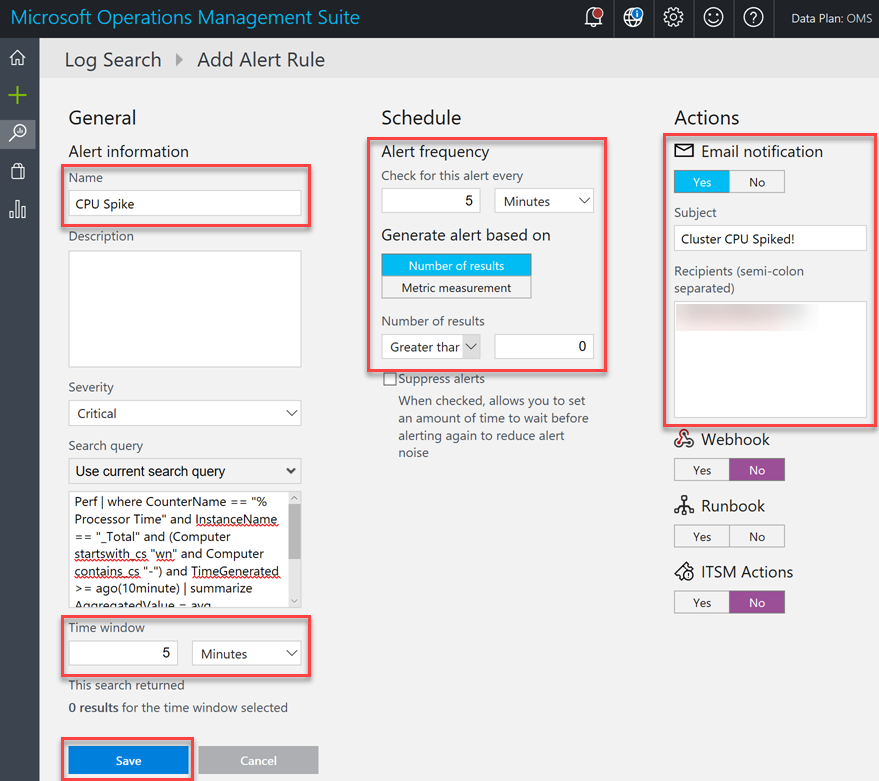 Microsoft Operations Management Suite
Data Plan: OMS
Log Search
Add Alert Rule
General
Alert information
Name
CPU Spike
Description
Severity
Critical
Search query
Use current search query
Perf | where CounterName == "%
Processor Time" and InstanceName
== "_Total" and (Computer
startswith_cs "wn" and Computer
contains_cs "-") and TimeGenerated
>= ago(10minute) | summarize
AggregatedValue = avg
Time window
5
Minutes
This search returned
0 results for the time window selected
Save
Cancel
Schedule
Alert frequency
Check for this alert every
5
Minutes
Generate alert based on
Number of results
Metric measurement
Number of results
Greater thar
0
Suppress alerts
When checked, allows you to set
an amount of time to wait before
alerting again to reduce alert
noise
Actions
Email notification
Yes
No
Subject
Cluster CPU Spiked!
Recipients (semi-colon
separated)
Webhook
Yes
No
Runbook
Yes
No
ITSM Actions
Yes
No